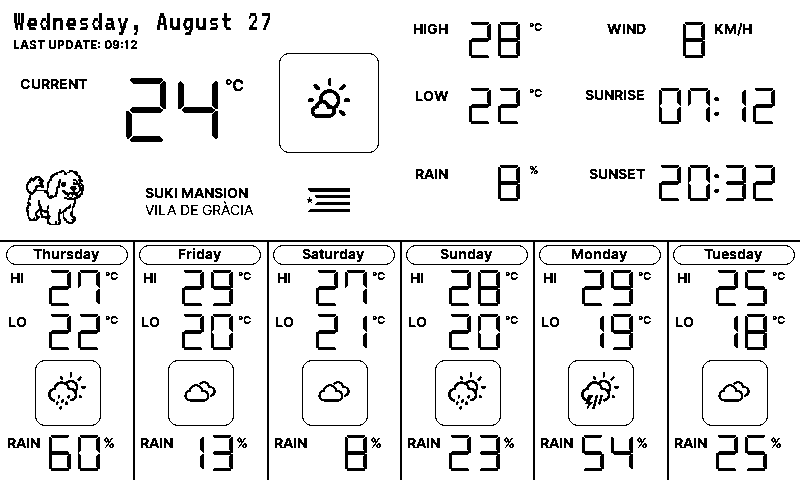 Wednesday, August 27
LAST UPDATE: 09:12
CURRENT 24 °C
SUKI MANSION
VILA DE GRÀCIA
HIGH 28 °C
LOW 22 °C
RAIN 8 %
WIND 8 KM/H
SUNRISE 07:12
SUNSET 20:32
Thursday
HI 27 °C
LO 22 °C
RAIN 60 %
Friday
HI 29 °C
LO 20 °C
RAIN 13 %
Saturday
HI 27 °C
LO 21 °C
RAIN 8 %
Sunday
HI 28 °C
LO 20 °C
RAIN 23 %
Monday
HI 29 °C
LO 19 °C
RAIN 54 %
Tuesday
HI 25 °C
LO 18 °C
RAIN 25 %